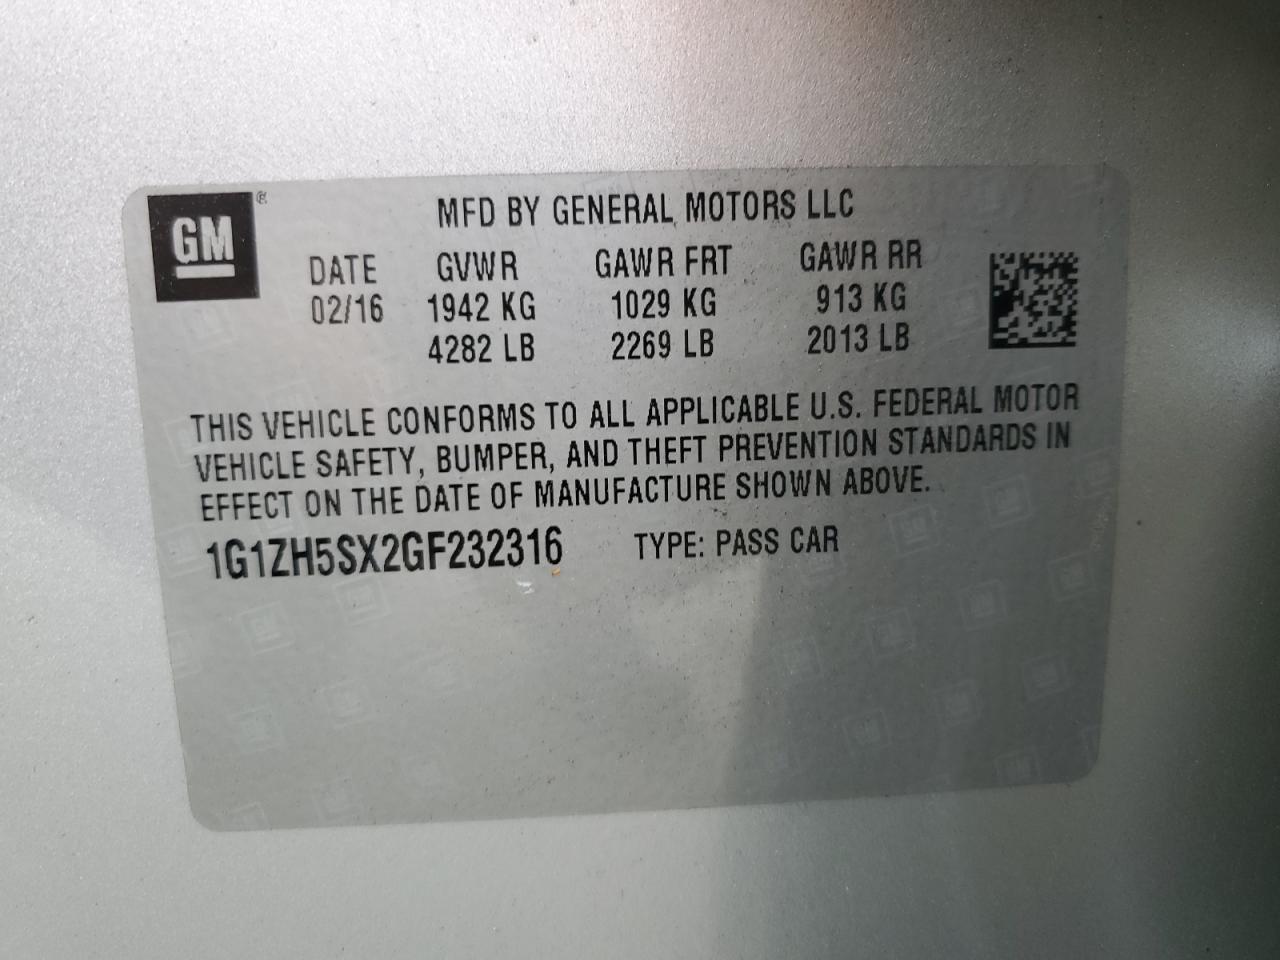 GM
MFD BY GENERAL MOTORS LLC
DATE GVWR GAWR FRT GAWR RR
02/16 1942 KG 1029 KG 913 KG
4282 LB 2269 LB 2013 LB
THIS VEHICLE CONFORMS TO ALL APPLICABLE U.S. FEDERAL MOTOR
VEHICLE SAFETY, BUMPER, AND THEFT PREVENTION STANDARDS IN
EFFECT ON THE DATE OF MANUFACTURE SHOWN ABOVE.
1G1ZH5SX2GF232316 TYPE: PASS CAR